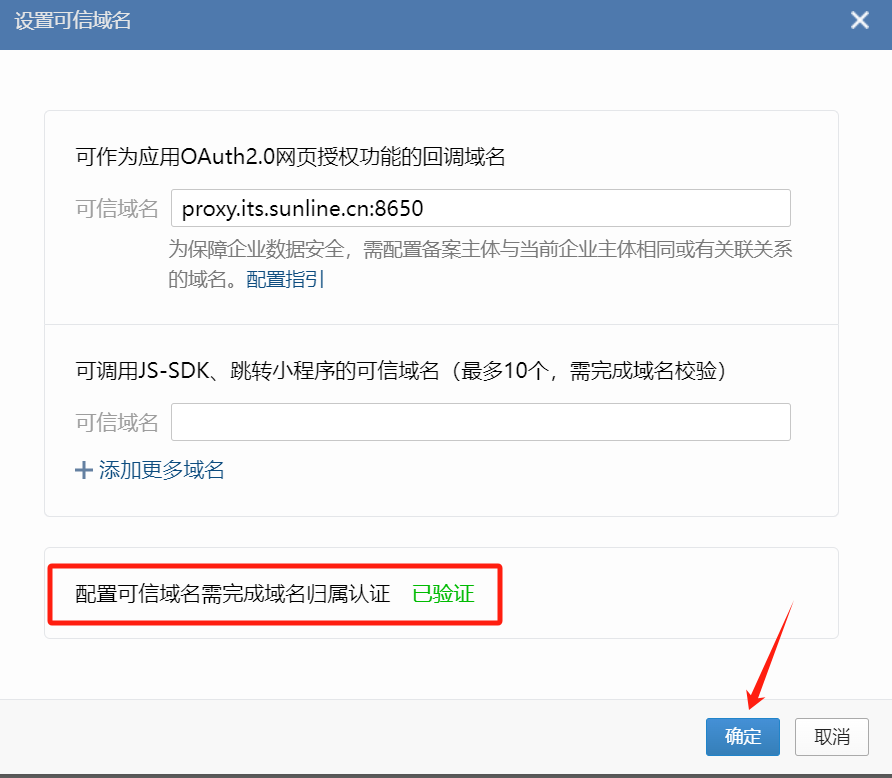 设置可信域名
可作为应用OAuth2.0网页授权功能的回调域名
可信域名 proxy.its.sunline.cn:8650
为保障企业数据安全，需配置备案主体与当前企业主体相同或有关联关系
的域名。配置指引
可调用JS-SDK、跳转小程序的可信域名（最多10个，需完成域名校验）
可信域名
添加更多域名
配置可信域名需完成域名归属认证 已验证
确定 取消